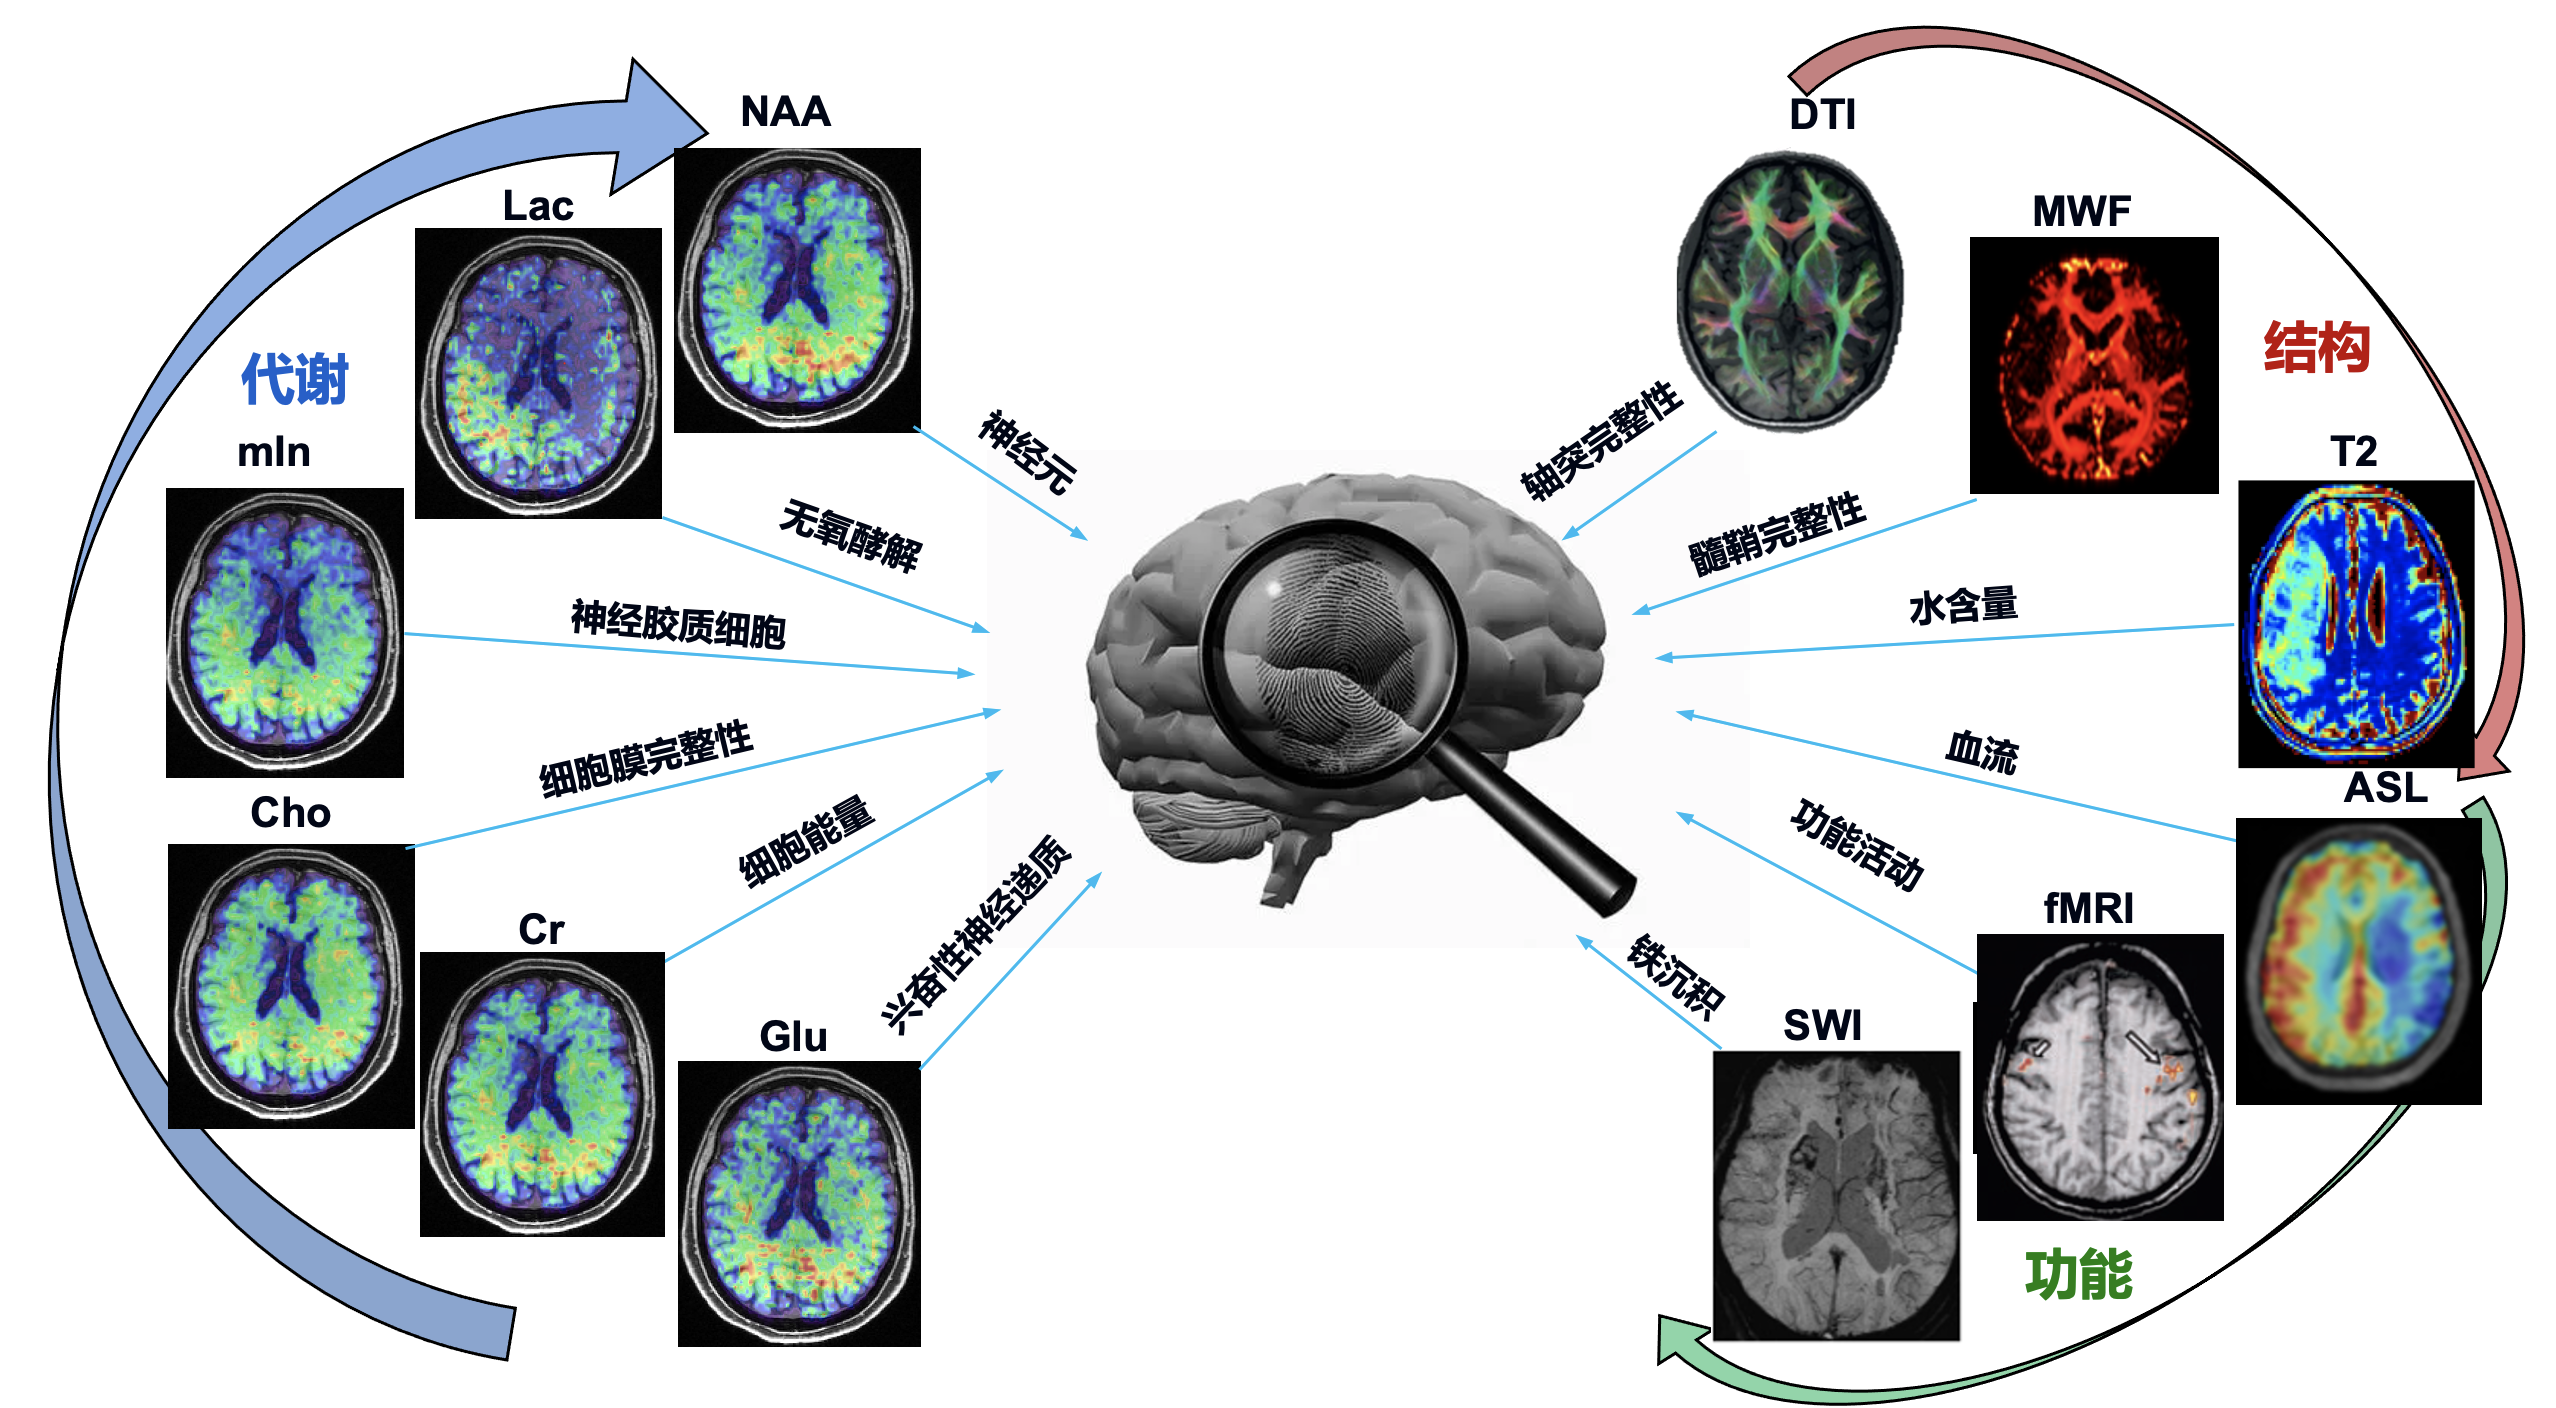 NAA
Lac
代谢
mIn
Cho
Cr
Glu
神经元
无氧酵解
神经胶质细胞
细胞膜完整性
细胞能量
兴奋性神经递质
DTI
MWF
结构
T2
ASL
fMRI
SWI
功能
轴突完整性
髓鞘完整性
水含量
血流
功能活动
铁沉积